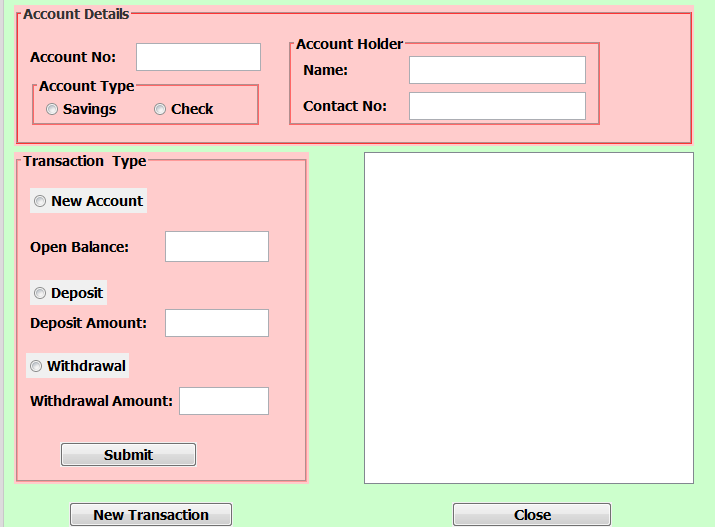 Account Details
Account No:
Account Type
Savings Check
Account Holder
Name:
Contact No:
Transaction Type
New Account
Open Balance:
Deposit
Deposit Amount:
Withdrawal
Withdrawal Amount:
Submit
New Transaction
Close